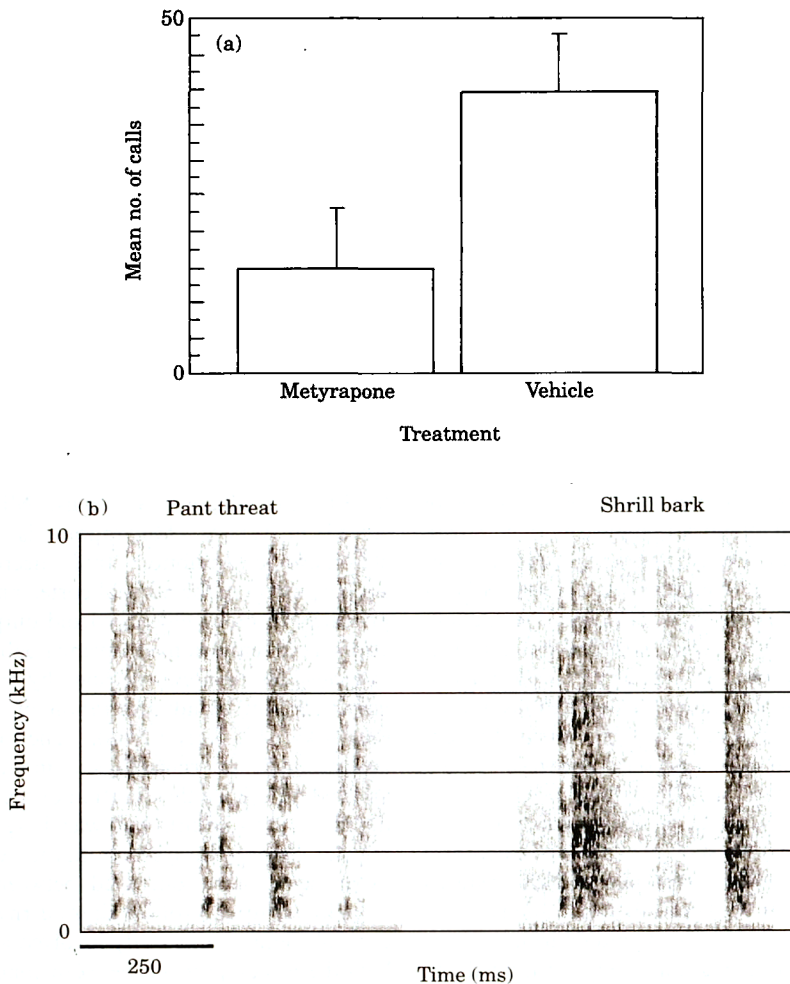 50
(a)
Mean no. of calls
0
Metyrapone
Vehicle
Treatment
(b)
Pant threat
Shrill bark
10
Frequency (kHz)
0
250
Time (ms)